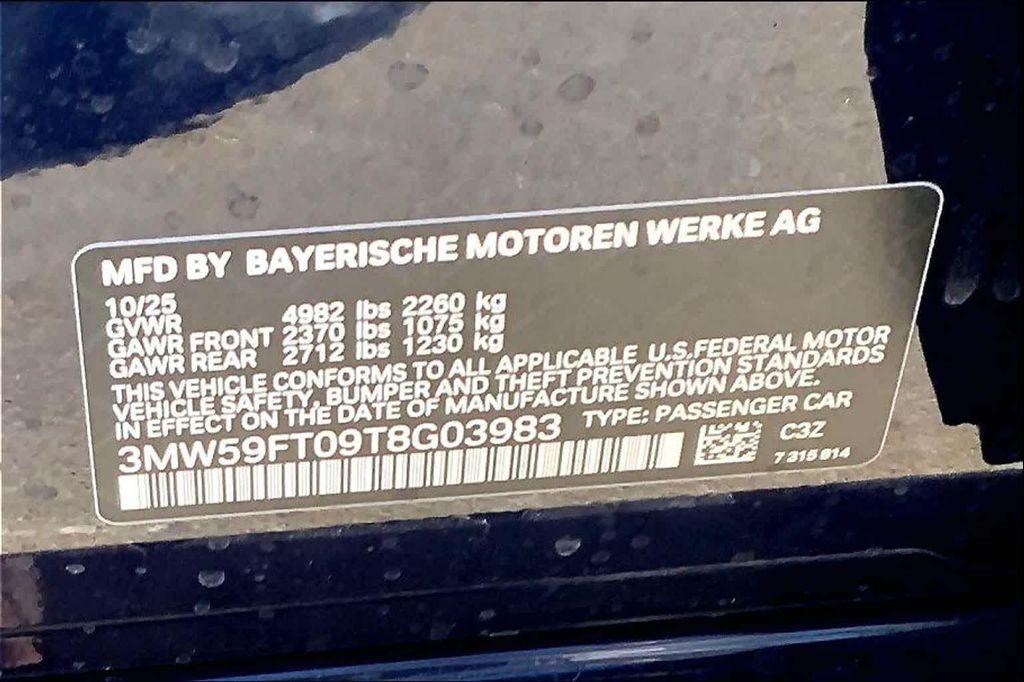 MFD BY BAYERISCHE MOTOREN WERKE AG
10/25
GVWR 4982 lbs 2260 kg
GAWR FRONT 2370 lbs 1075 kg
GAWR REAR 2712 lbs 1230 kg
THIS VEHICLE CONFORMS TO ALL APPLICABLE U.S.FEDERAL MOTOR
VEHICLE SAFETY, BUMPER AND THEFT PREVENTION STANDARDS
IN EFFECT ON THE DATE OF MANUFACTURE SHOWN ABOVE.
3MW59FT09T8G03983 TYPE: PASSENGER CAR
C3Z
7 315 914